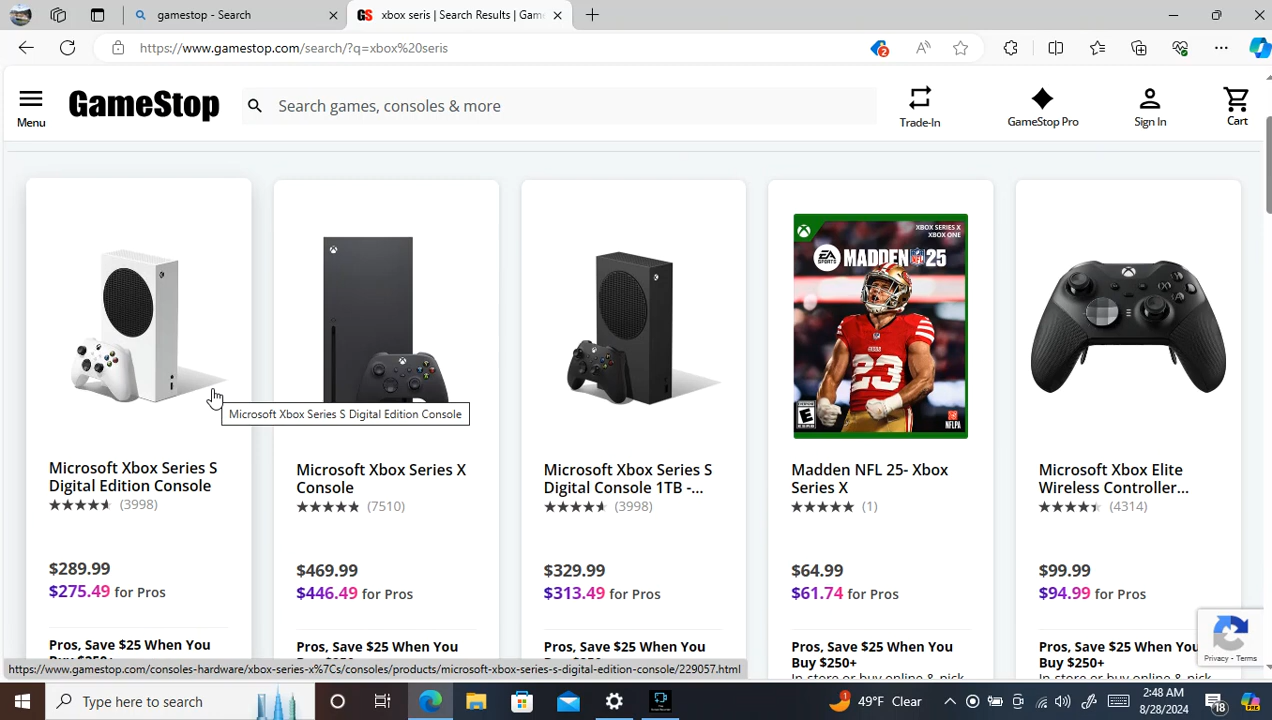 gamestop - Search
xbox seris | Search Results | Gam
https://www.gamestop.com/search/?q=xbox%20seris
2
Menu
GameStop
Search games, consoles & more
Trade-In
GameStop Pro
Sign In
Cart
XBOX SERIES X
XBOX ONE
EA SPORTS MADDEN NFL 25
23
E
NFLPA
Microsoft Xbox Series S Digital Edition Console
Microsoft Xbox Series S
Digital Edition Console
(3998)
$289.99
$275.49 for Pros
Pros, Save $25 When You
Buy $250+
Microsoft Xbox Series X
Console
(7510)
$469.99
$446.49 for Pros
Pros, Save $25 When You
Microsoft Xbox Series S
Digital Console 1TB -...
(3998)
$329.99
$313.49 for Pros
Pros, Save $25 When You
Madden NFL 25- Xbox
Series X
(1)
$64.99
$61.74 for Pros
Pros, Save $25 When You
Buy $250+
In store or buy online & pick
Microsoft Xbox Elite
Wireless Controller...
(4314)
$99.99
$94.99 for Pros
Pros, Save $25 When You
Buy $250+
In store or buy online & pick
Privacy - Terms
https://www.gamestop.com/consoles-hardware/xbox-series-x%7Cs/consoles/products/microsoft-xbox-series-s-digital-edition-console/229057.html
Type here to search
1
49°F Clear
2:48 AM
8/28/2024
18